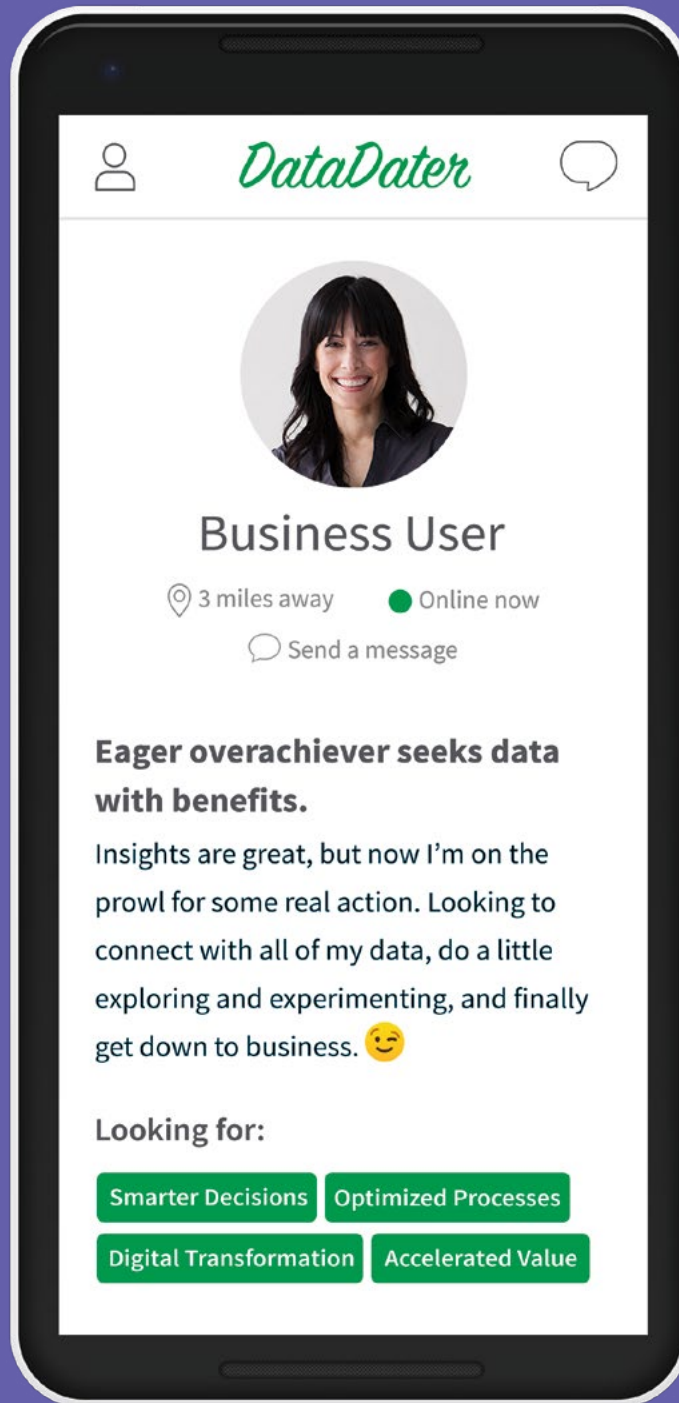 DataDater
Business User
3 miles away
Online now
Send a message
Eager overachiever seeks data
with benefits.
Insights are great, but now I’m on the
prowl for some real action. Looking to
connect with all of my data, do a little
exploring and experimenting, and finally
get down to business. 😉
Looking for:
Smarter Decisions
Optimized Processes
Digital Transformation
Accelerated Value